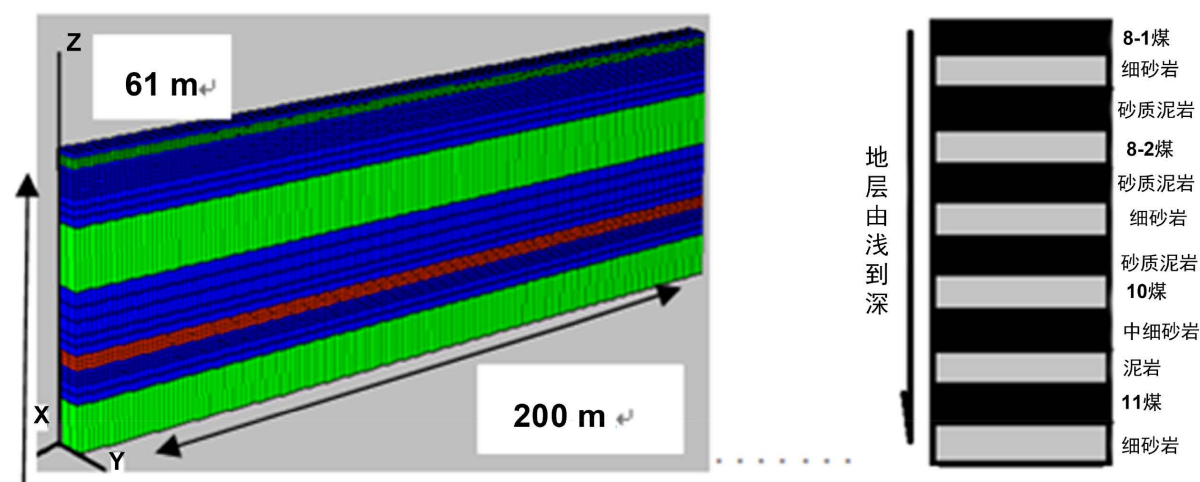 Z
61 m↵
X
Y
200 m ↵
地层由浅到深
8-1煤
细砂岩
砂质泥岩
8-2煤
砂质泥岩
细砂岩
砂质泥岩
10煤
中细砂岩
泥岩
11煤
细砂岩